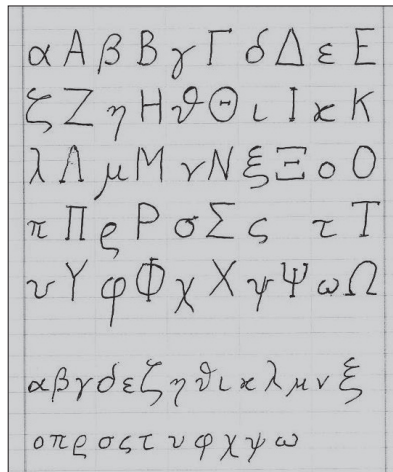 α Α β Β γ Γ δ Δ ε Ε
ζ Ζ η Η ϑ Θ ι Ι ϰ Κ
λ Λ μ Μ ν Ν ξ Ξ ο Ο
π Π ρ Ρ σ Σ ς τ Τ
υ Υ φ Φ χ Χ ψ Ψ ω Ω
α β γ δ ε ζ η ϑ ι ϰ λ μ ν ξ
ο π ρ σ ς τ υ φ χ ψ ω